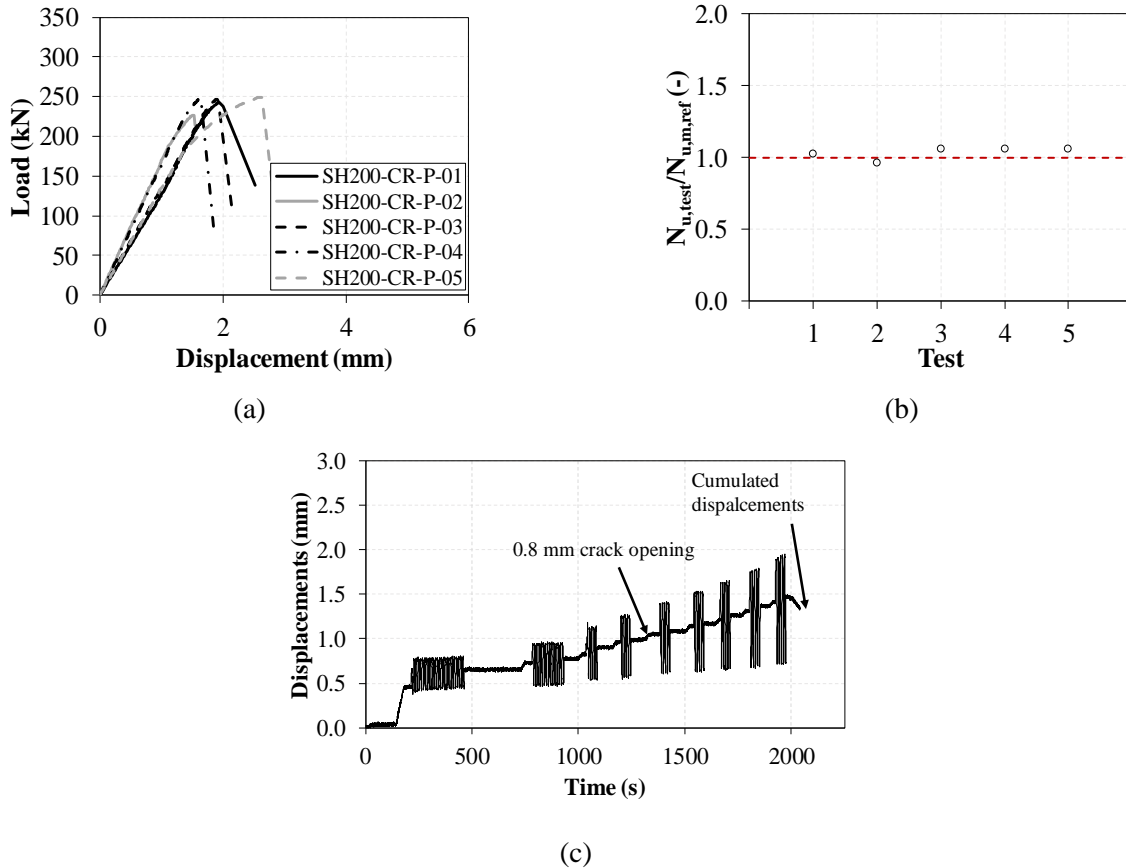 350
300
250
200
150
100
50
0
Load (kN)
SH200-CR-P-01
SH200-CR-P-02
SH200-CR-P-03
SH200-CR-P-04
SH200-CR-P-05
0 2 4 6
Displacement (mm)
(a)
2.0
1.5
1.0
0.5
0.0
N_u,test/N_u,m,ref (-)
1 2 3 4 5
Test
(b)
3.0
2.5
2.0
1.5
1.0
0.5
0.0
Displacements (mm)
Cumulated
dispalcements
0.8 mm crack opening
0 500 1000 1500 2000
Time (s)
(c)